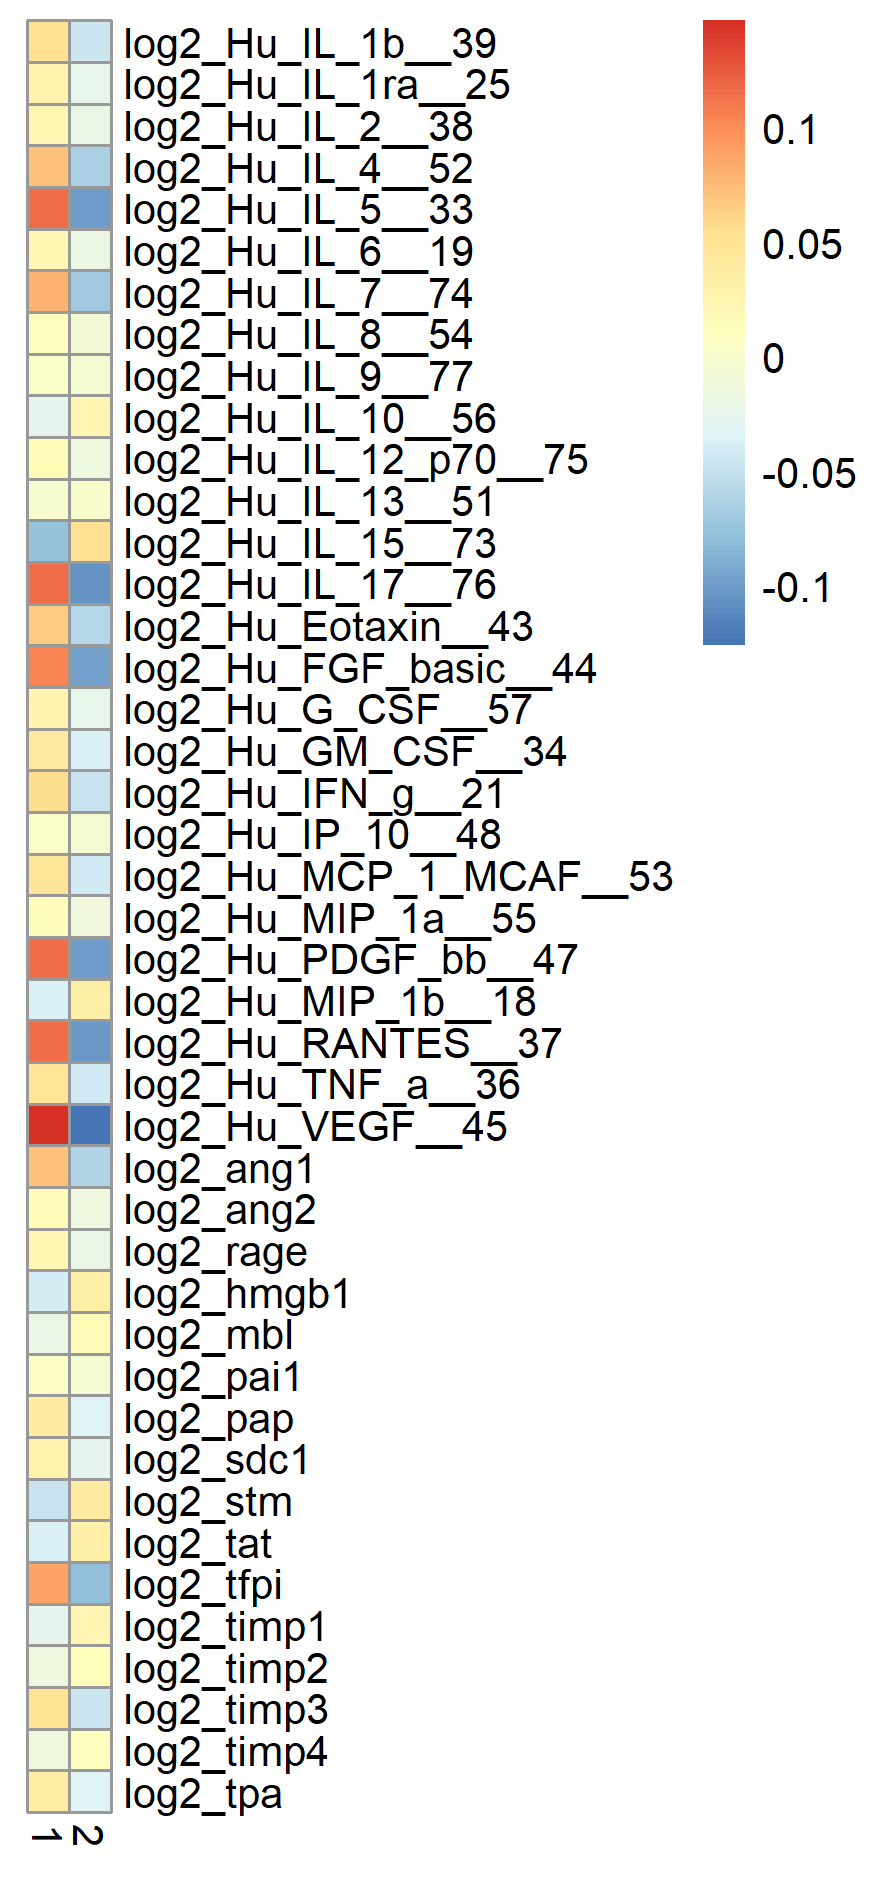 log2_Hu_IL_1b__39
log2_Hu_IL_1ra__25
log2_Hu_IL_2__38
log2_Hu_IL_4__52
log2_Hu_IL_5__33
log2_Hu_IL_6__19
log2_Hu_IL_7__74
log2_Hu_IL_8__54
log2_Hu_IL_9__77
log2_Hu_IL_10__56
log2_Hu_IL_12_p70__75
log2_Hu_IL_13__51
log2_Hu_IL_15__73
log2_Hu_IL_17__76
log2_Hu_Eotaxin__43
log2_Hu_FGF_basic__44
log2_Hu_G_CSF__57
log2_Hu_GM_CSF__34
log2_Hu_IFN_g__21
log2_Hu_IP_10__48
log2_Hu_MCP_1_MCAF__53
log2_Hu_MIP_1a__55
log2_Hu_PDGF_bb__47
log2_Hu_MIP_1b__18
log2_Hu_RANTES__37
log2_Hu_TNF_a__36
log2_Hu_VEGF__45
log2_ang1
log2_ang2
log2_rage
log2_hmgb1
log2_mbl
log2_pai1
log2_pap
log2_sdc1
log2_stm
log2_tat
log2_tfpi
log2_timp1
log2_timp2
log2_timp3
log2_timp4
log2_tpa
1 2
0.1
0.05
0
-0.05
-0.1